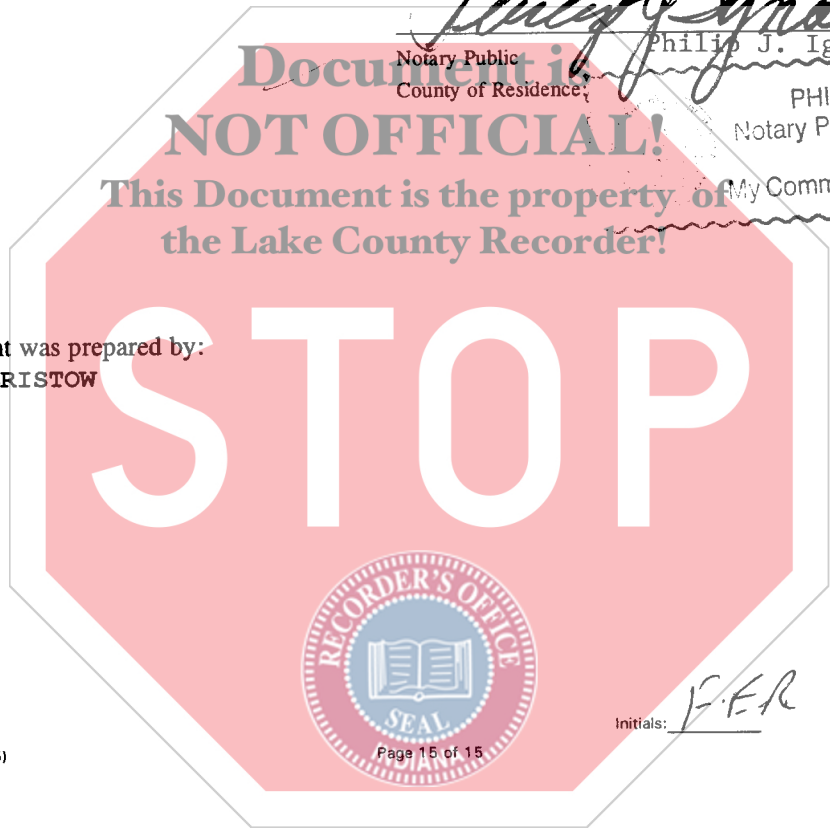 Philip J. Ig
Notary Public
County of Residence:
PHI
Notary P
My Comm
Document is
NOT OFFICIAL!
This Document is the property of
the Lake County Recorder!
nt was prepared by:
RISTOW
STOP
RECORDER'S OFFICE
SEAL
INDIANA
Initials: F.E.R
Page 15 of 15
)